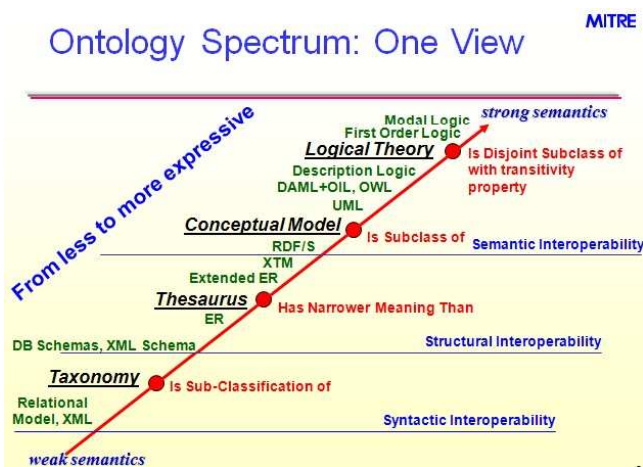 MITRE
Ontology Spectrum: One View
strong semantics
Modal Logic
First Order Logic
Logical Theory
Is Disjoint Subclass of
with transitivity
property
From less to more expressive
Description Logic
DAML+OIL, OWL
UML
Conceptual Model
Is Subclass of
Semantic Interoperability
RDF/S
XTM
Extended ER
Thesaurus
Has Narrower Meaning Than
ER
Structural Interoperability
DB Schemas, XML Schema
Taxonomy
Is Sub-Classification of
Relational
Model, XML
Syntactic Interoperability
weak semantics